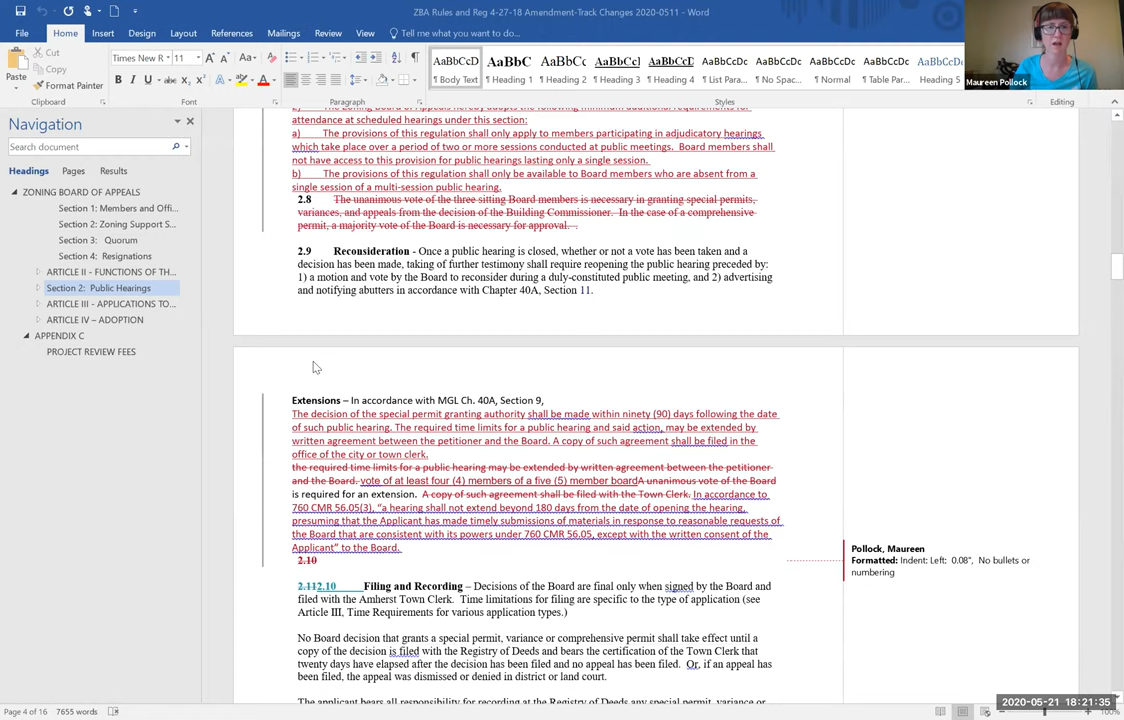 ZBA Rules and Reg 4-27-18 Amendment-Track Changes 2020-0511 - Word
File Home Insert Design Layout References Mailings Review View Tell me what you want to do...
Paste
Cut
Copy
Format Painter
Times New R 11
AaBbCcDc AaBbC AaBbCc AaBbCcI AaBbCcE AaBbCcDc AaBbCcDc AaBbCcDc AaBbCcDc AaBbCcD
¶ Body Text ¶ Heading 1 ¶ Heading 2 ¶ Heading 3 ¶ Heading 4 ¶ List Para... ¶ No Spac... ¶ Normal ¶ Table Par... Heading 5
Clipboard Font Paragraph Styles Editing
Maureen Pollock
Navigation
Search document
Headings Pages Results
ZONING BOARD OF APPEALS
Section 1: Members and Offi...
Section 2: Zoning Support S...
Section 3: Quorum
Section 4: Resignations
ARTICLE II - FUNCTIONS OF TH...
Section 2: Public Hearings
ARTICLE III - APPLICATIONS TO...
ARTICLE IV – ADOPTION
APPENDIX C
PROJECT REVIEW FEES
attendance at scheduled hearings under this section:
a) The provisions of this regulation shall only apply to members participating in adjudicatory hearings
which take place over a period of two or more sessions conducted at public meetings. Board members shall
not have access to this provision for public hearings lasting only a single session.
b) The provisions of this regulation shall only be available to Board members who are absent from a
single session of a multi-session public hearing.
2.8 The unanimous vote of the three sitting Board members is necessary in granting special permits,
variances, and appeals from the decision of the Building Commissioner. In the case of a comprehensive
permit, a majority vote of the Board is necessary for approval. .
2.9 Reconsideration - Once a public hearing is closed, whether or not a vote has been taken and a
decision has been made, taking of further testimony shall require reopening the public hearing preceded by:
1) a motion and vote by the Board to reconsider during a duly-constituted public meeting, and 2) advertising
and notifying abutters in accordance with Chapter 40A, Section 11.
Extensions – In accordance with MGL Ch. 40A, Section 9,
The decision of the special permit granting authority shall be made within ninety (90) days following the date
of such public hearing. The required time limits for a public hearing and said action, may be extended by
written agreement between the petitioner and the Board. A copy of such agreement shall be filed in the
office of the city or town clerk.
the required time limits for a public hearing may be extended by written agreement between the petitioner
and the Board. vote of at least four (4) members of a five (5) member boardA unanimous vote of the Board
is required for an extension. A copy of such agreement shall be filed with the Town Clerk. In accordance to
760 CMR 56.05(3), “a hearing shall not extend beyond 180 days from the date of opening the hearing,
presuming that the Applicant has made timely submissions of materials in response to reasonable requests of
the Board that are consistent with its powers under 760 CMR 56.05, except with the written consent of the
Applicant” to the Board.
2.10
Pollock, Maureen
Formatted: Indent: Left: 0.08", No bullets or
numbering
2.112.10 Filing and Recording – Decisions of the Board are final only when signed by the Board and
filed with the Amherst Town Clerk. Time limitations for filing are specific to the type of application (see
Article III, Time Requirements for various application types.)
No Board decision that grants a special permit, variance or comprehensive permit shall take effect until a
copy of the decision is filed with the Registry of Deeds and bears the certification of the Town Clerk that
twenty days have elapsed after the decision has been filed and no appeal has been filed. Or, if an appeal has
been filed, the appeal was dismissed or denied in district or land court.
The applicant bears all responsibility for recording at the Registry of Deeds any special permit, variance or
Page 4 of 16 7655 words
2020-05-21 18:21:35
100%